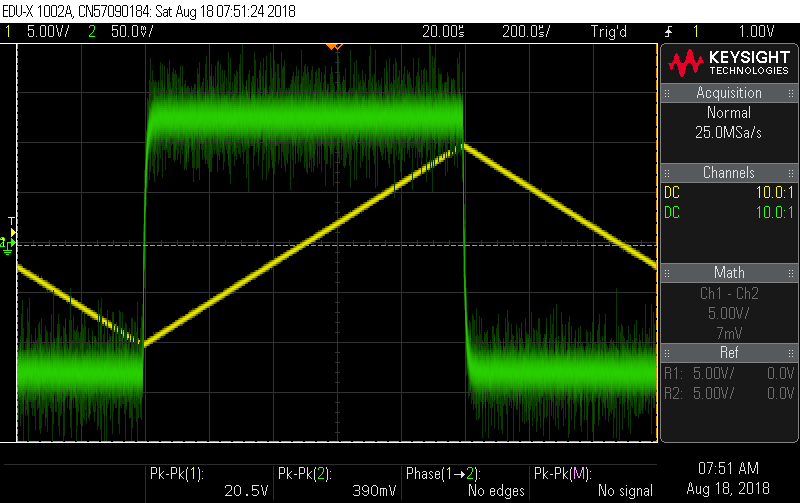 EDU-X 1002A, CN57090184: Sat Aug 18 07:51:24 2018
1 5.00V/ 2 50.0V/ 20.00s 200.0s/ Trig'd 1 1.00V
KEYSIGHT
TECHNOLOGIES
Acquisition
Normal
25.0MSa/s
Channels
DC 10.0:1
DC 10.0:1
T
2
Math
Ch1 - Ch2
5.00V/
7mV
Ref
R1: 5.00V/ 0.0V
R2: 5.00V/ 0.0V
Pk-Pk(1): Pk-Pk(2): Phase(1→2): Pk-Pk(M):
20.5V 390mV No edges No signal
07:51 AM
Aug 18, 2018